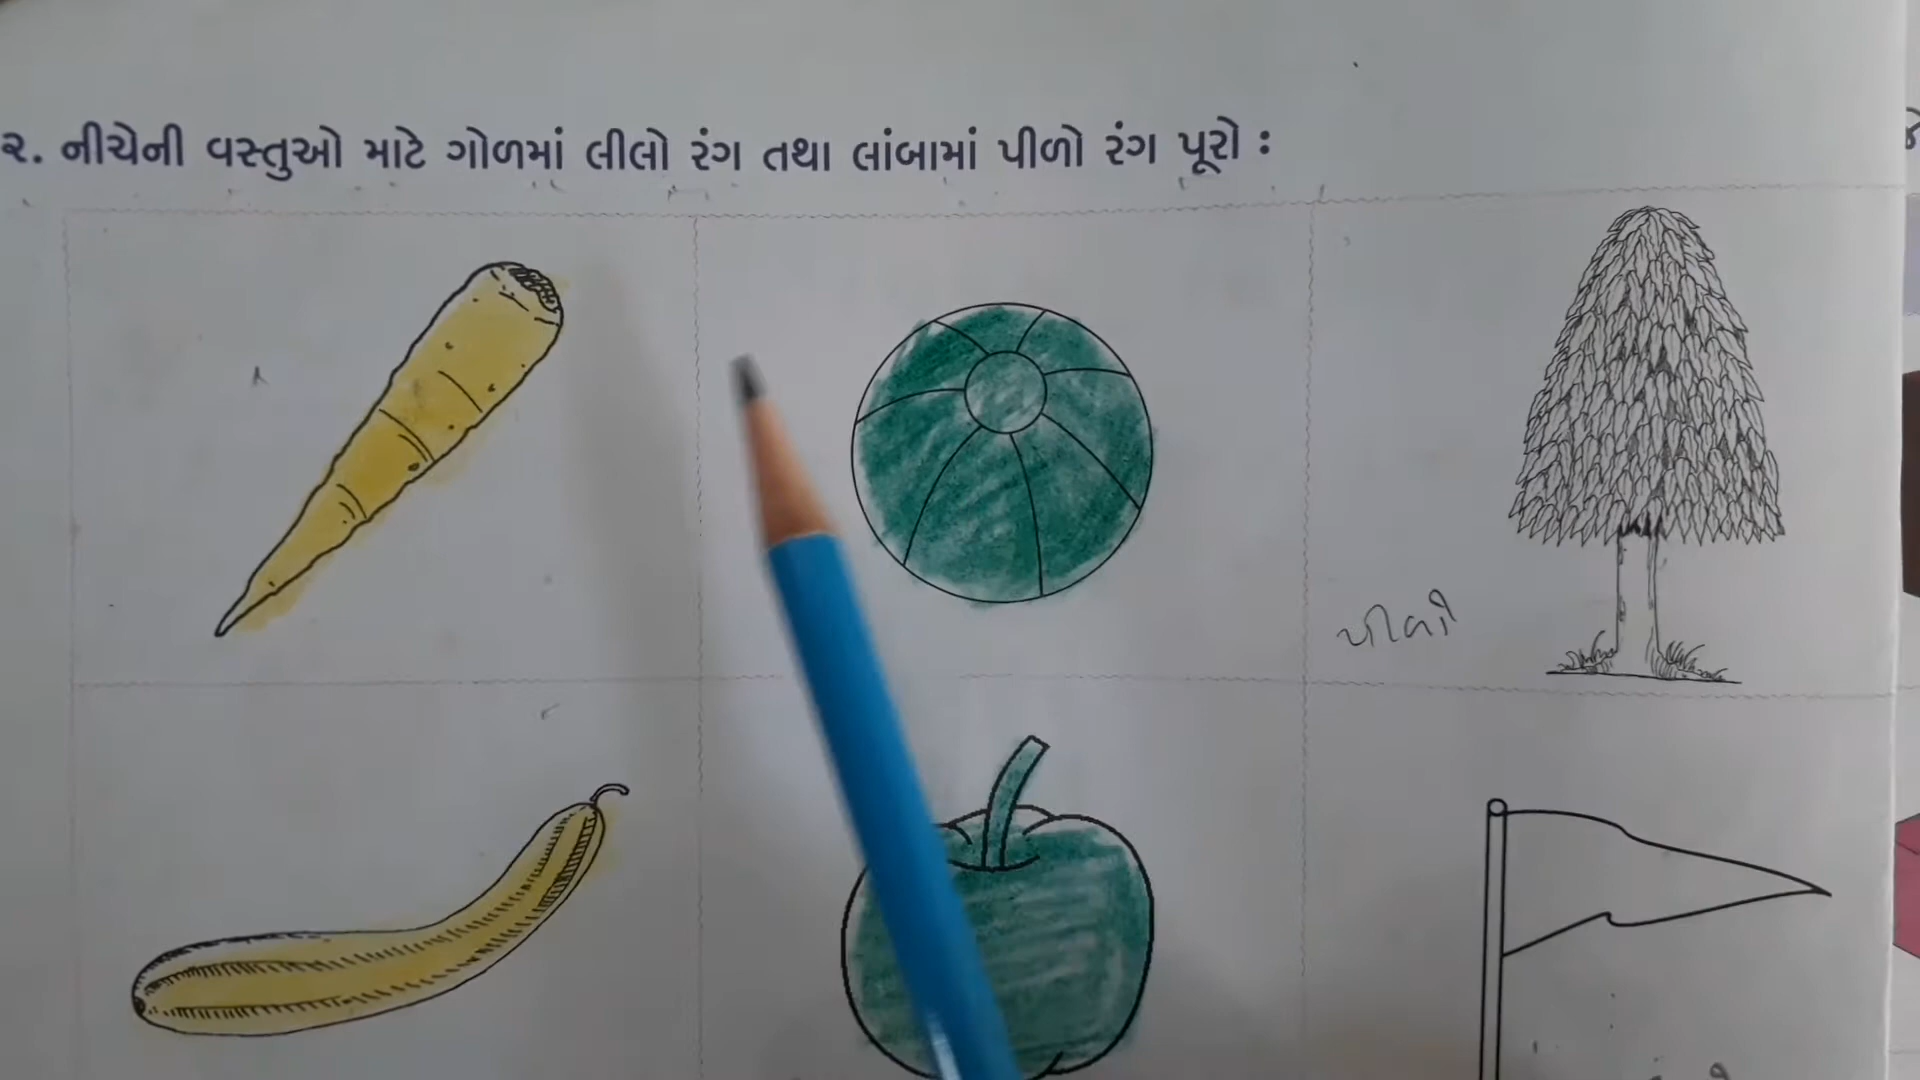 ૨. નીચેની વસ્તુઓ માટે ગોળમાં લીલો રંગ તથા લાંબામાં પીળો રંગ પૂરો :
પીળો